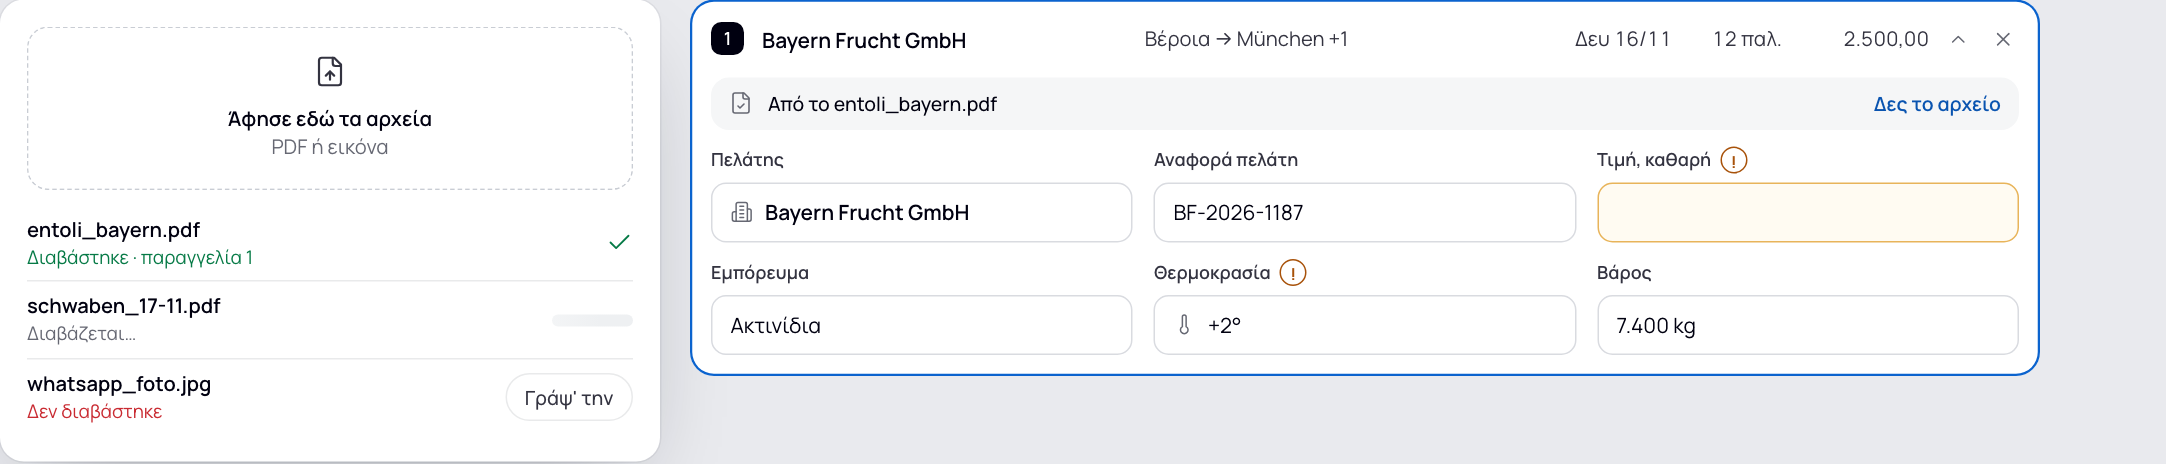 Άφησε εδώ τα αρχεία
PDF ή εικόνα
entoli_bayern.pdf
Διαβάστηκε · παραγγελία 1
schwaben_17-11.pdf
Διαβάζεται...
whatsapp_foto.jpg
Δεν διαβάστηκε
Γράψ' την
1 Bayern Frucht GmbH Βέροια → München +1 Δευ 16/11 12 παλ. 2.500,00
Από το entoli_bayern.pdf Δες το αρχείο
Πελάτης Αναφορά πελάτη Τιμή, καθαρή !
Bayern Frucht GmbH BF-2026-1187
Εμπόρευμα Θερμοκρασία ! Βάρος
Ακτινίδια +2° 7.400 kg